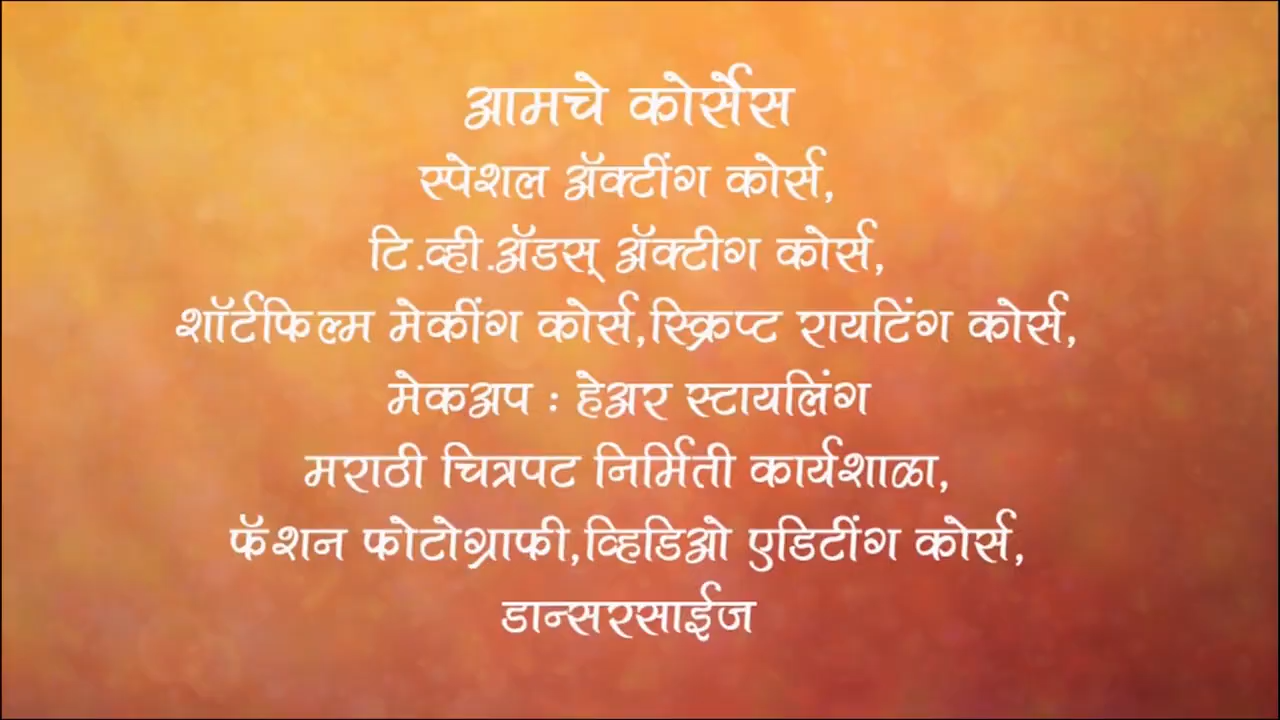 आमचे कोर्सेस
स्पेशल ॲक्टींग कोर्स,
टि.व्ही.ॲडस् ॲक्टीग कोर्स,
शॉर्टफिल्म मेकींग कोर्स,स्क्रिप्ट रायटिंग कोर्स,
मेकअप : हेअर स्टायलिंग
मराठी चित्रपट निर्मिती कार्यशाळा,
फॅशन फोटोग्राफी,व्हिडिओ एडिटींग कोर्स,
डान्सरसाईज